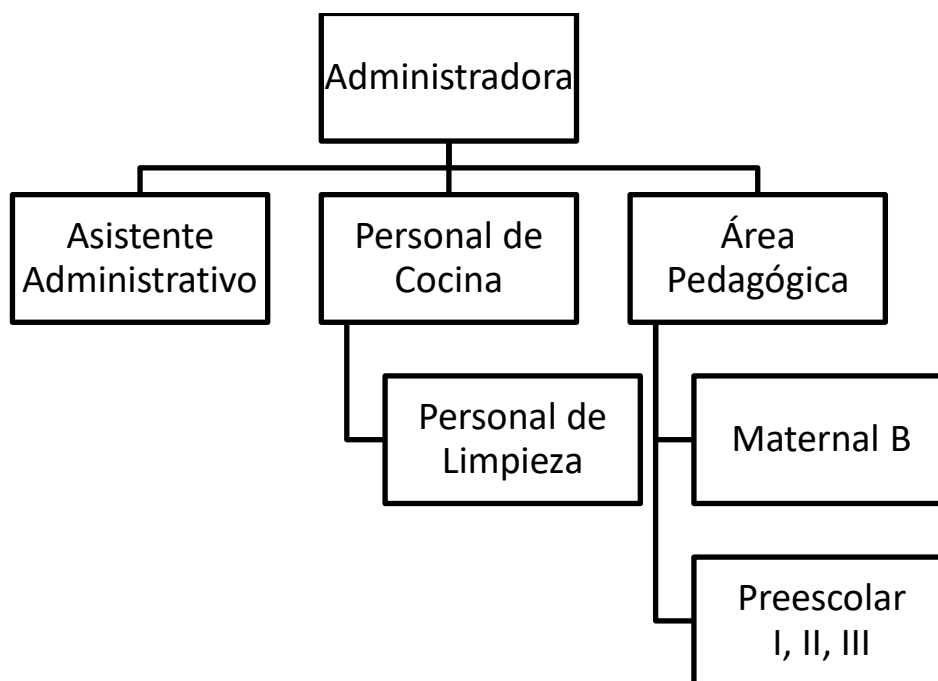 Administradora
Asistente
Administrativo
Personal de
Cocina
Área
Pedagógica
Personal de
Limpieza
Maternal B
Preescolar
I, II, III